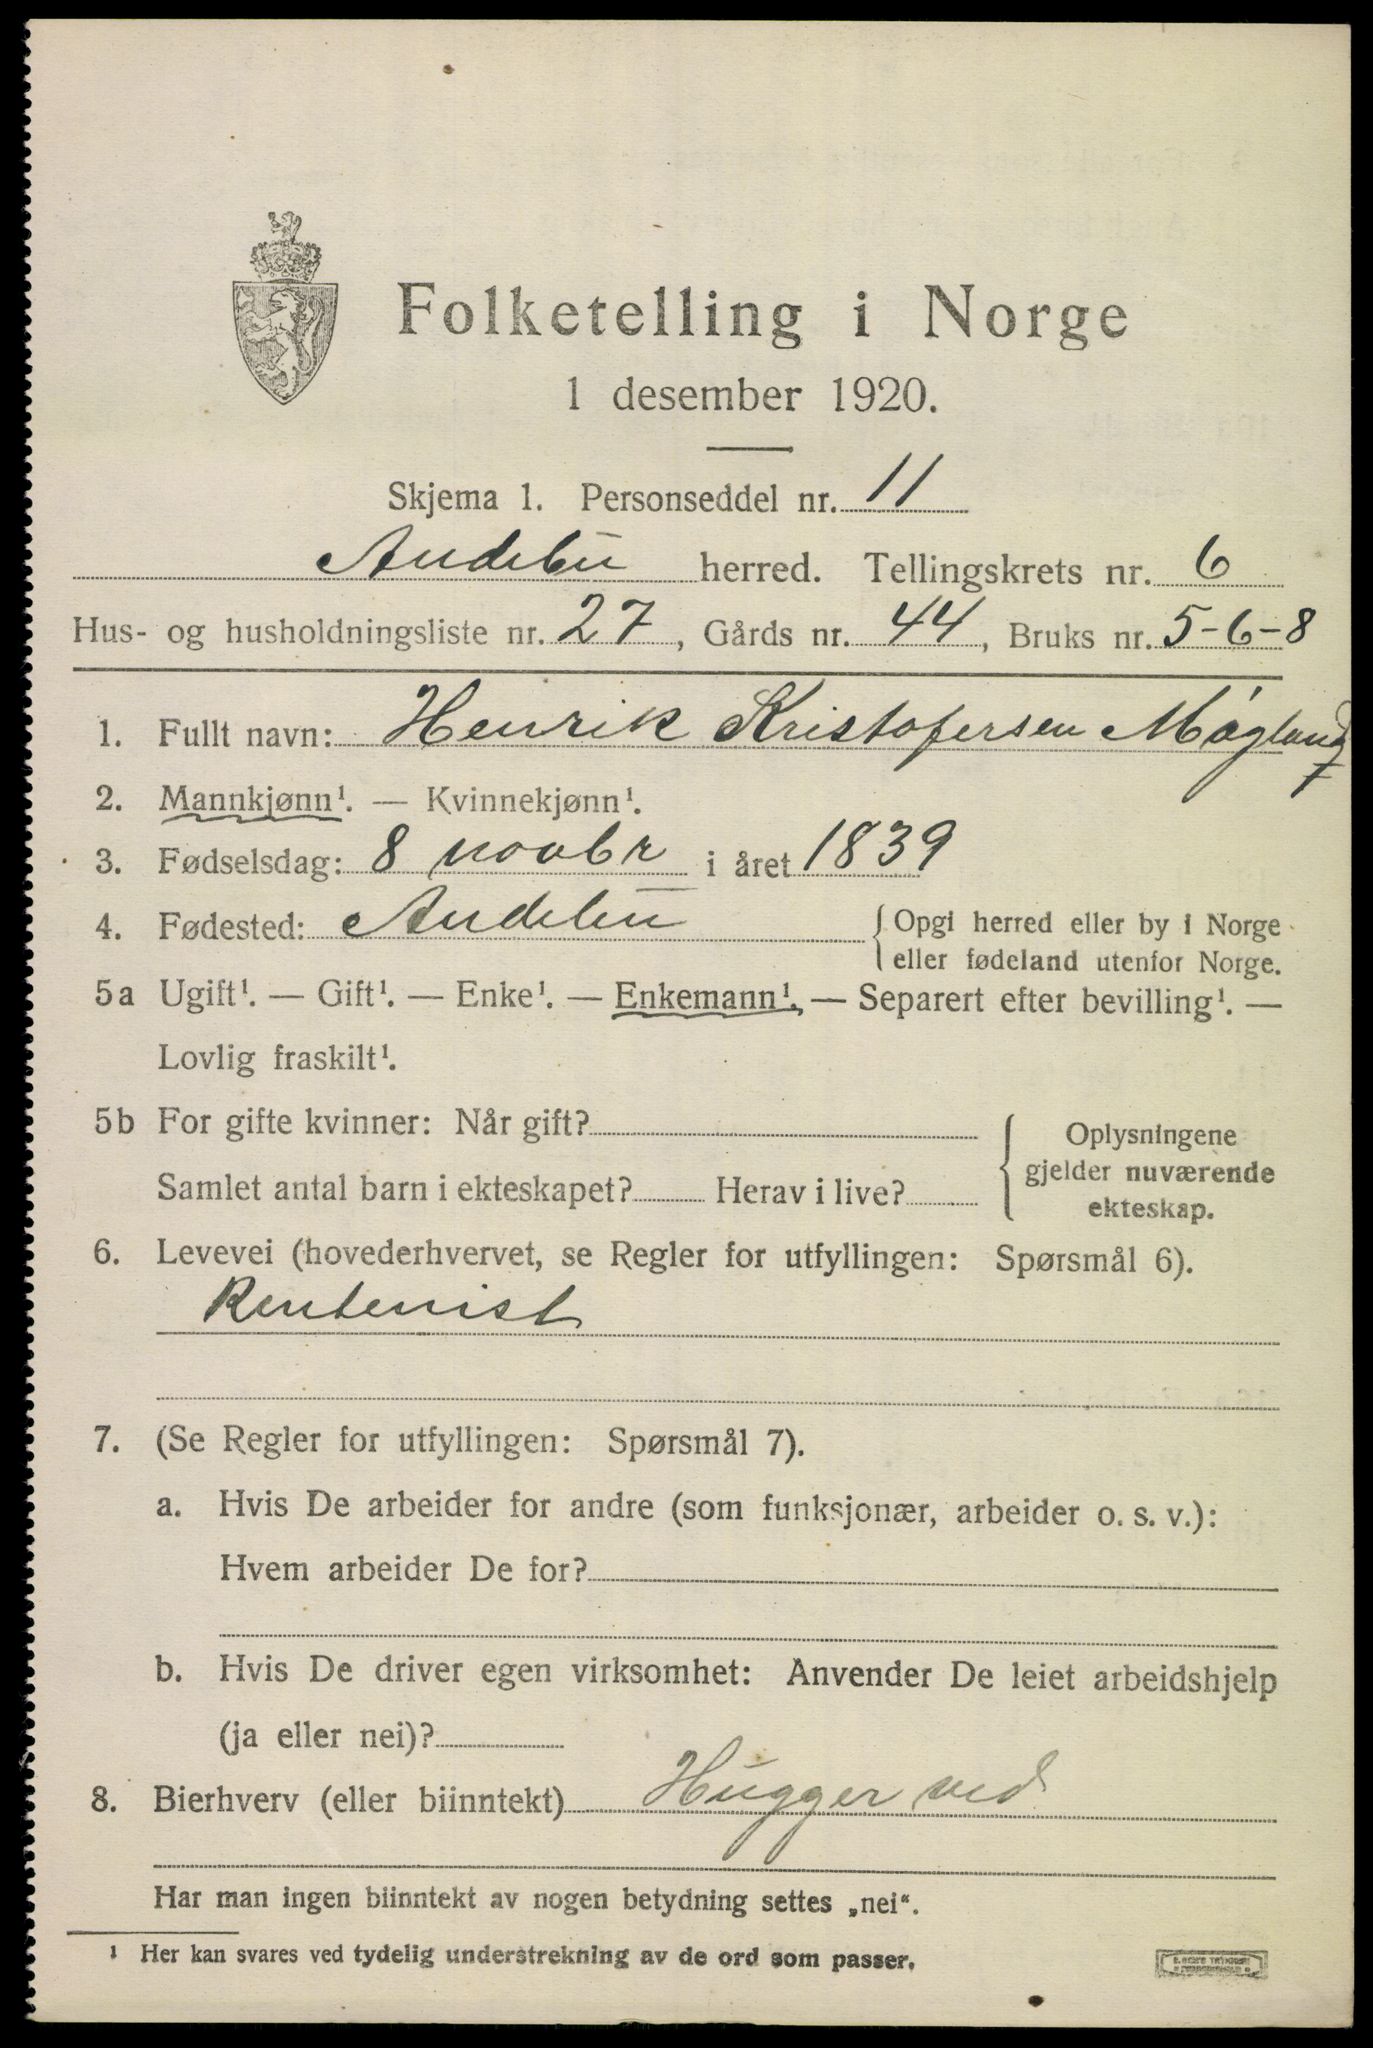 Folketelling i Norge
1 desember 1920.
Skjema 1. Personseddel nr. 11
Andebu herred. Tellingskrets nr. 6
Hus- og husholdningsliste nr. 27, Gårds nr. 44, Bruks nr. 5-6-8
1. Fullt navn: Henrik Kristofersen Møgland
2. Mannkjønn¹. — Kvinnekjønn¹.
3. Fødselsdag: 8 novbr i året 1839
4. Fødested: Andebu {Opgi herred eller by i Norge
eller fødeland utenfor Norge.
5a Ugift¹. — Gift¹. — Enke¹. — Enkemann¹. — Separert efter bevilling¹. —
Lovlig fraskilt¹.
5b For gifte kvinner: Når gift?
Samlet antal barn i ekteskapet? Herav i live?
{Oplysningene
gjelder nuværende
ekteskap.
6. Levevei (hovederhvervet, se Regler for utfyllingen: Spørsmål 6).
Rentenist
7. (Se Regler for utfyllingen: Spørsmål 7).
a. Hvis De arbeider for andre (som funksjonær, arbeider o. s. v.):
Hvem arbeider De for?
b. Hvis De driver egen virksomhet: Anvender De leiet arbeidshjelp
(ja eller nei)?
8. Bierhverv (eller biinntekt) Hugger ved
Har man ingen biinntekt av nogen betydning settes „nei“.
¹ Her kan svares ved tydelig understrekning av de ord som passer.